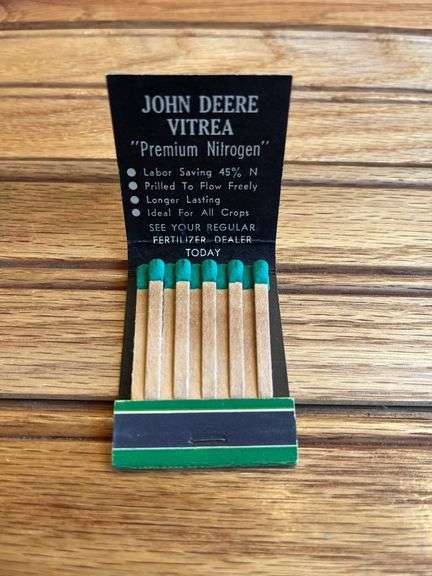 JOHN DEERE
VITREA
"Premium Nitrogen"
● Labor Saving 45% N
● Prilled To Flow Freely
● Longer Lasting
● Ideal For All Crops
SEE YOUR REGULAR
FERTILIZER DEALER
TODAY